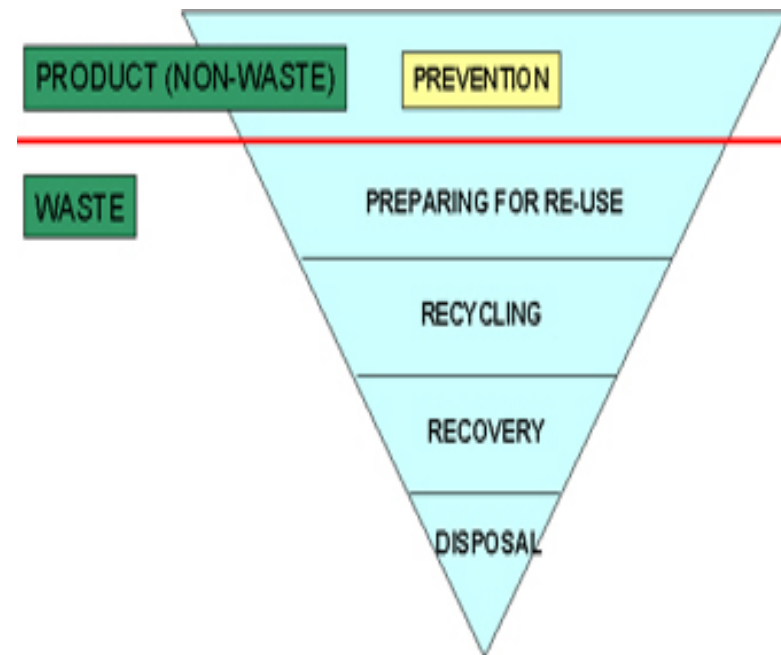 PRODUCT (NON-WASTE)
PREVENTION
WASTE
PREPARING FOR RE-USE
RECYCLING
RECOVERY
DISPOSAL